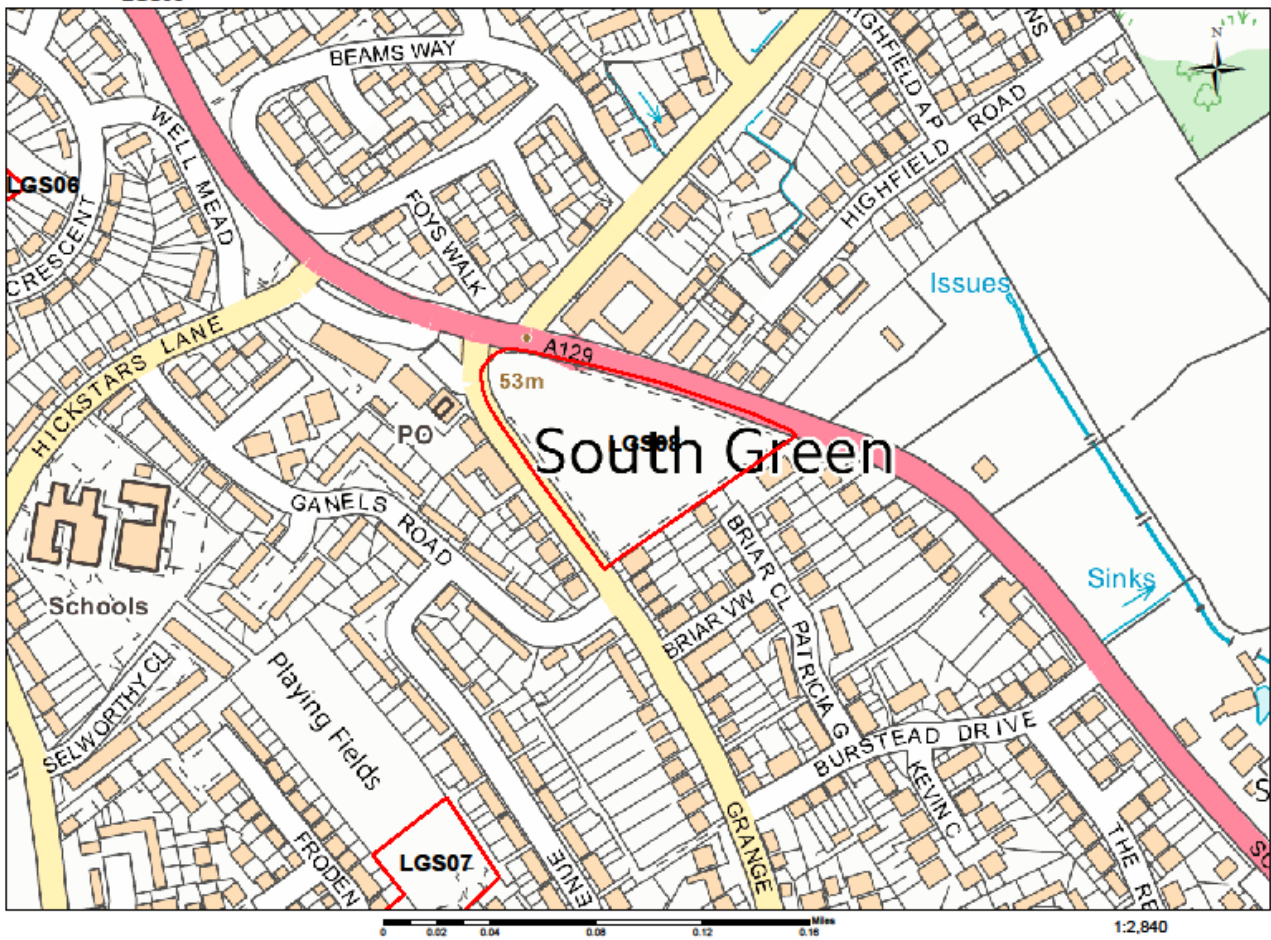 BEAMS WAY
N
WELL MEAD
LGS06
CRESCENT
FOYS WALK
HIGHFIELD ROAD
Issues
HICKSTARS LANE
A129
53m
PO
LGS08
South Green
GANELS ROAD
BRIAR CL
Sinks
Schools
BRIAR VW
PATRICIA G
SELWORTHY CL
Playing Fields
BURSTEAD DRIVE
KEVIN C
GRANGE
THE RE
FRODEN
LGS07
ENUE
S
SO
0 0.02 0.04 0.08 0.12 0.16 Miles
1:2,840